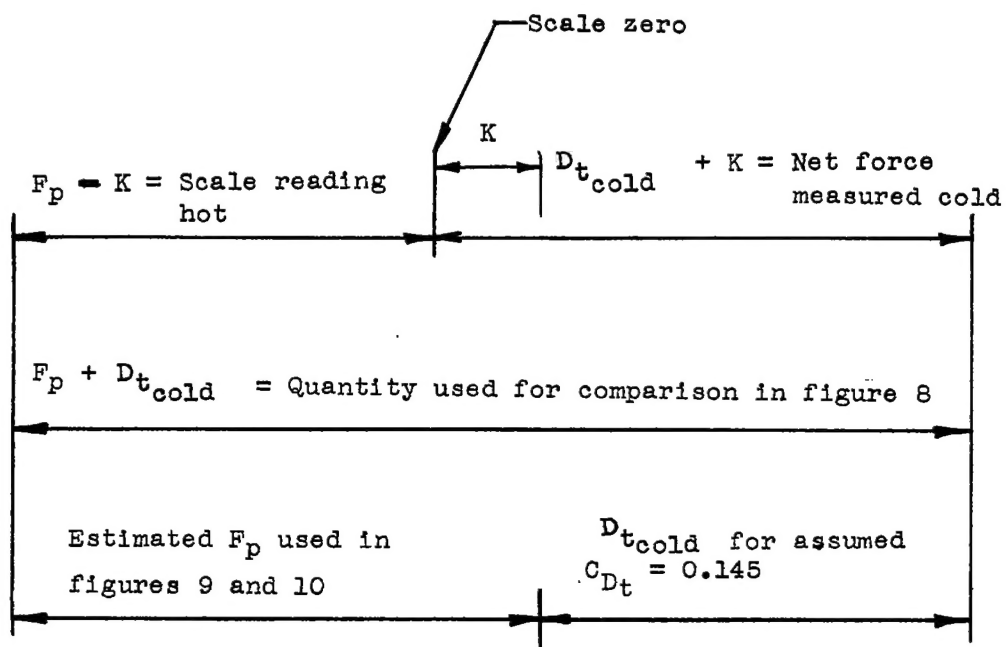 Scale zero
K
F_p - K = Scale reading
hot
D_t_cold + K = Net force
measured cold
F_p + D_t_cold = Quantity used for comparison in figure 8
Estimated F_p used in
figures 9 and 10
D_t_cold for assumed
C_D_t = 0.145